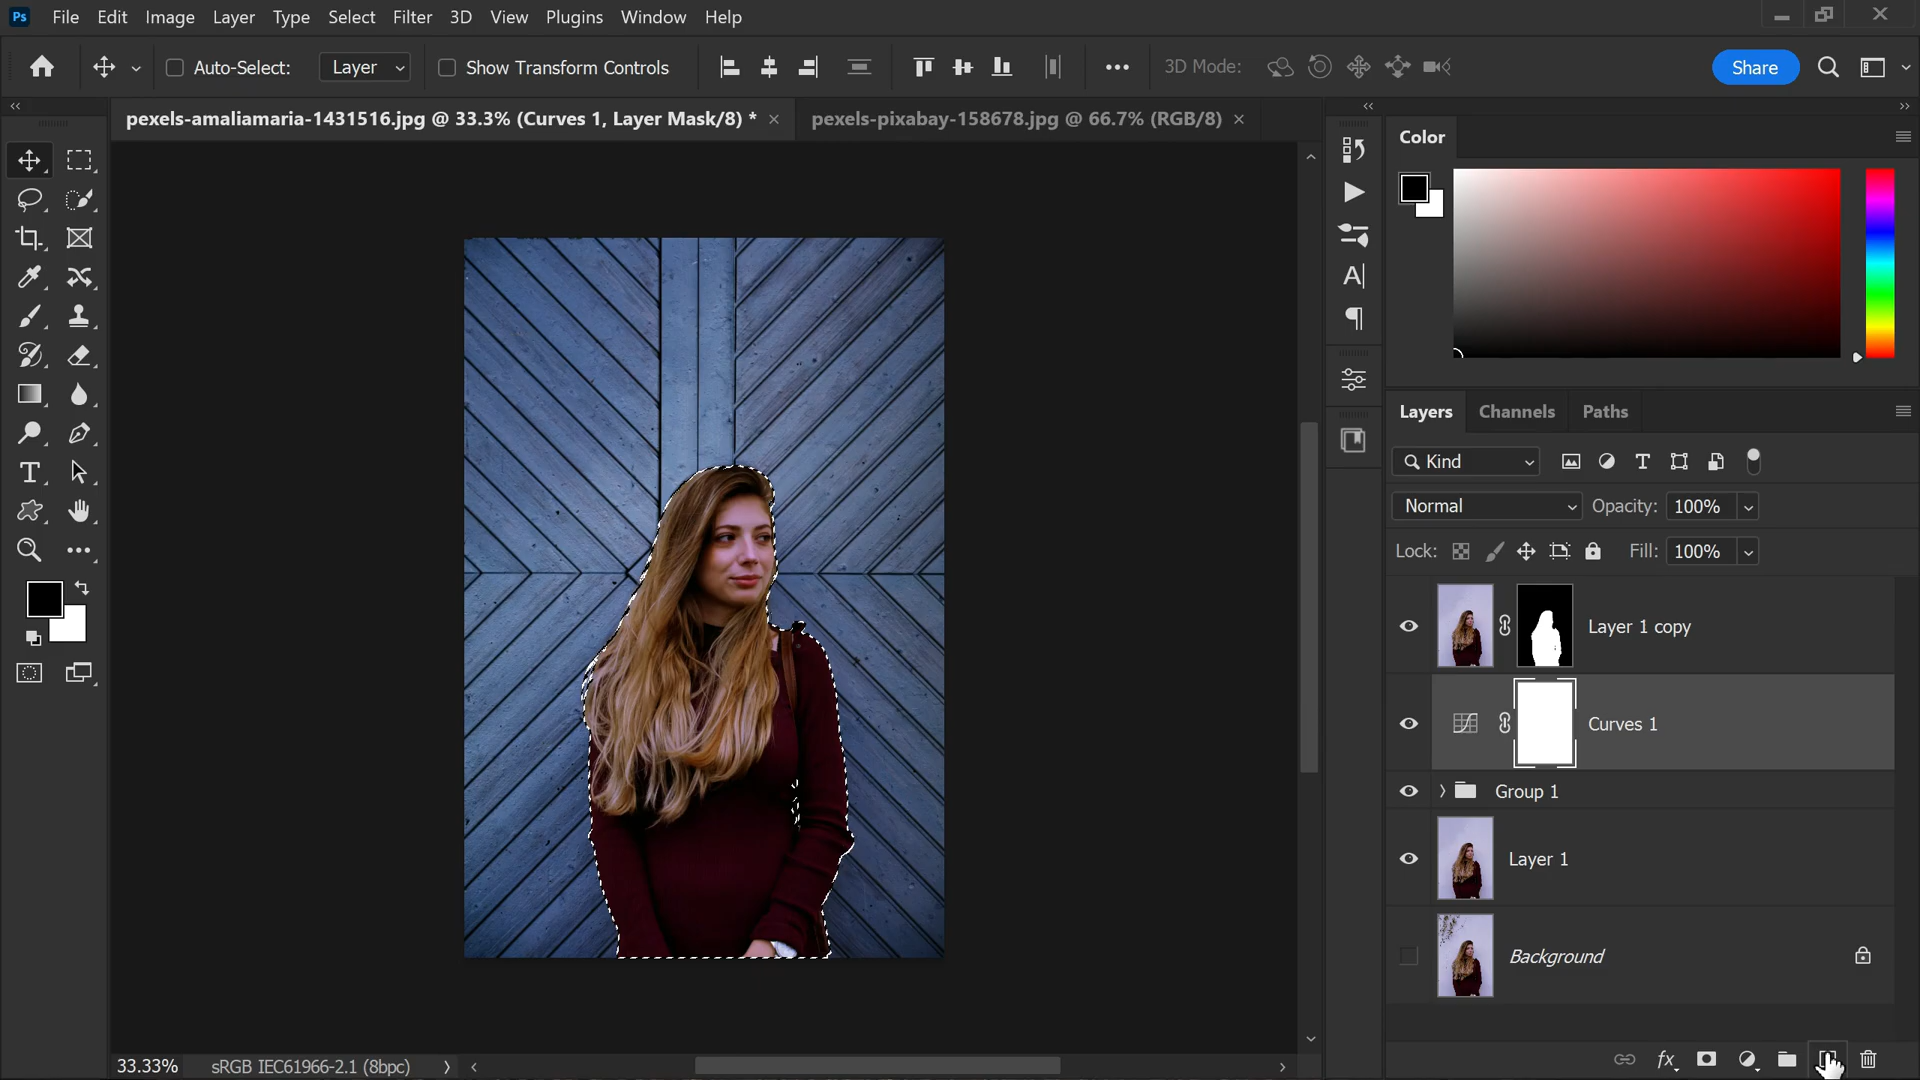 Ps File Edit Image Layer Type Select Filter 3D View Plugins Window Help
Auto-Select: Layer Show Transform Controls 3D Mode: Share
pexels-amaliamaria-1431516.jpg @ 33.3% (Curves 1, Layer Mask/8) * pexels-pixabay-158678.jpg @ 66.7% (RGB/8)
Color
Layers Channels Paths
Kind
Normal Opacity: 100%
Lock: Fill: 100%
Layer 1 copy
Curves 1
Group 1
Layer 1
Background
33.33% sRGB IEC61966-2.1 (8bpc)